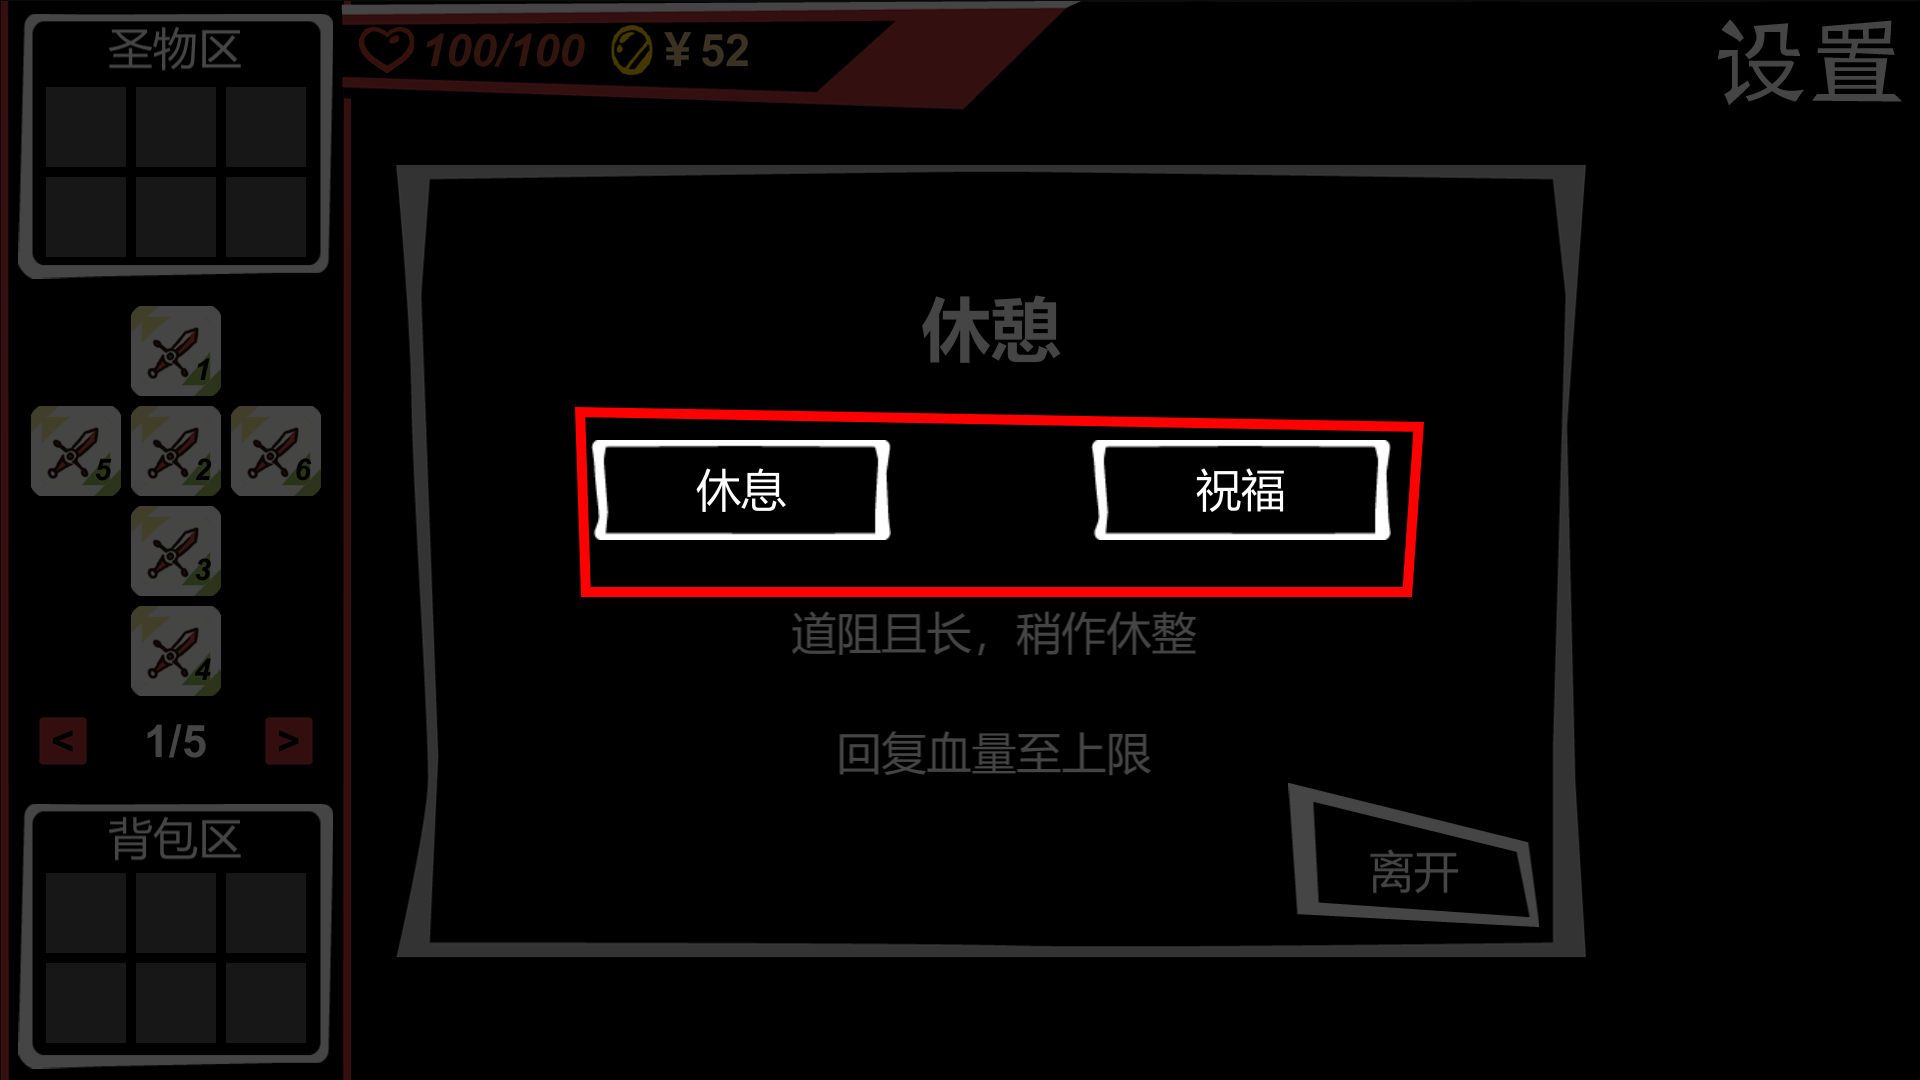 圣物区
100/100 ¥ 52
设置
1
5 2 6
3
4
< 1/5 >
背包区
休憩
休息 祝福
道阻且长，稍作休整
回复血量至上限
离开